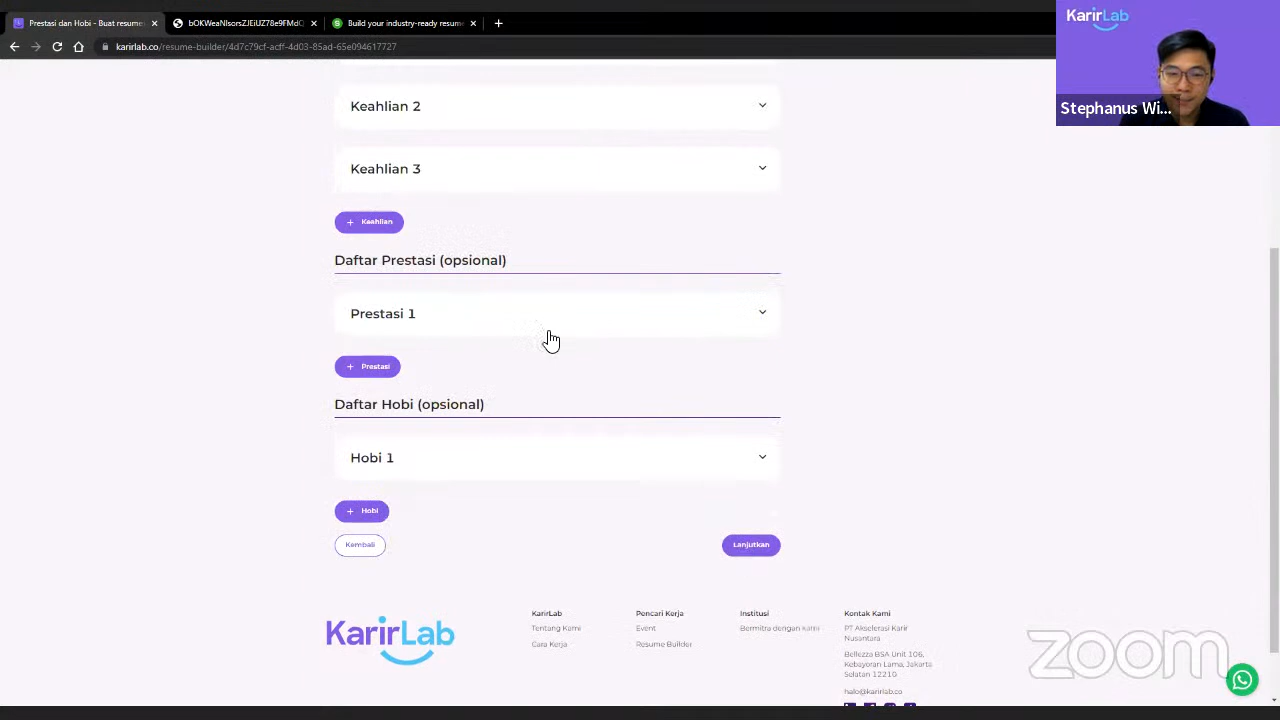 Prestasi dan Hobi - Buat resume
bOKWeaNlsorsZJEiUZ78e9FMdQ
Build your industry-ready resume
karirlab.co/resume-builder/4d7c79cf-acff-4d03-85ad-65e094617727
KarirLab
Stephanus Wi...
Keahlian 2
Keahlian 3
+ Keahlian
Daftar Prestasi (opsional)
Prestasi 1
+ Prestasi
Daftar Hobi (opsional)
Hobi 1
+ Hobi
Kembali
Lanjutkan
KarirLab
KarirLab
Tentang Kami
Cara Kerja
Pencari Kerja
Event
Resume Builder
Institusi
Bermitra dengan kami
Kontak Kami
PT Akselerasi Karir
Nusantara
Bellezza BSA Unit 106,
Kebayoran Lama, Jakarta
Selatan 12210
halo@karirlab.co
zoom